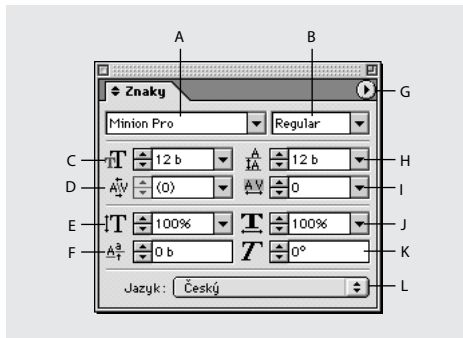 A B
Znaky G
Minion Pro Regular
C 12 b 12 b H
D (0) 0 I
E 100% 100% J
F 0 b 0° K
Jazyk: Český L